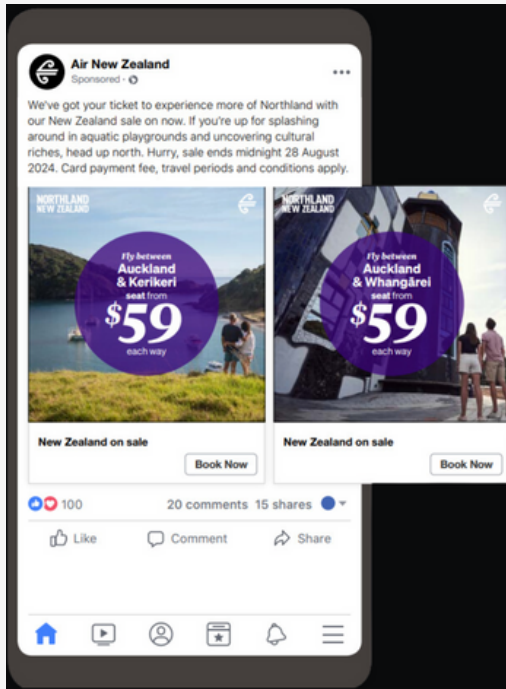 Air New Zealand
Sponsored ·
We've got your ticket to experience more of Northland with
our New Zealand sale on now. If you're up for splashing
around in aquatic playgrounds and uncovering cultural
riches, head up north. Hurry, sale ends midnight 28 August
2024. Card payment fee, travel periods and conditions apply.
NORTHLAND
NEW ZEALAND
Fly between
Auckland
& Kerikeri
seat from
$59
each way
New Zealand on sale
Book Now
NORTHLAND
NEW ZEALAND
Fly between
Auckland
& Whangārei
seat from
$59
each way
New Zealand on sale
Book Now
100 20 comments 15 shares
Like Comment Share